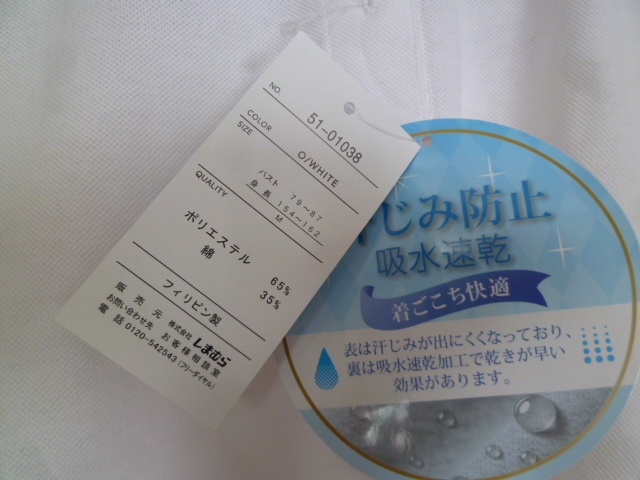 NO.
51-01038
COLOR
O/WHITE
SIZE
バスト 79～87
身長 154～162
M
QUALITY
ポリエステル 65%
綿 35%
フィリピン製
販売元 株式会社 しまむら
お問い合わせ先 お客様相談室
電話 0120-542543 (フリーダイヤル)
汗じみ防止
吸水速乾
着ごこち快適
表は汗じみが出にくくなっており、
裏は吸水速乾加工で乾きが早い
効果があります。